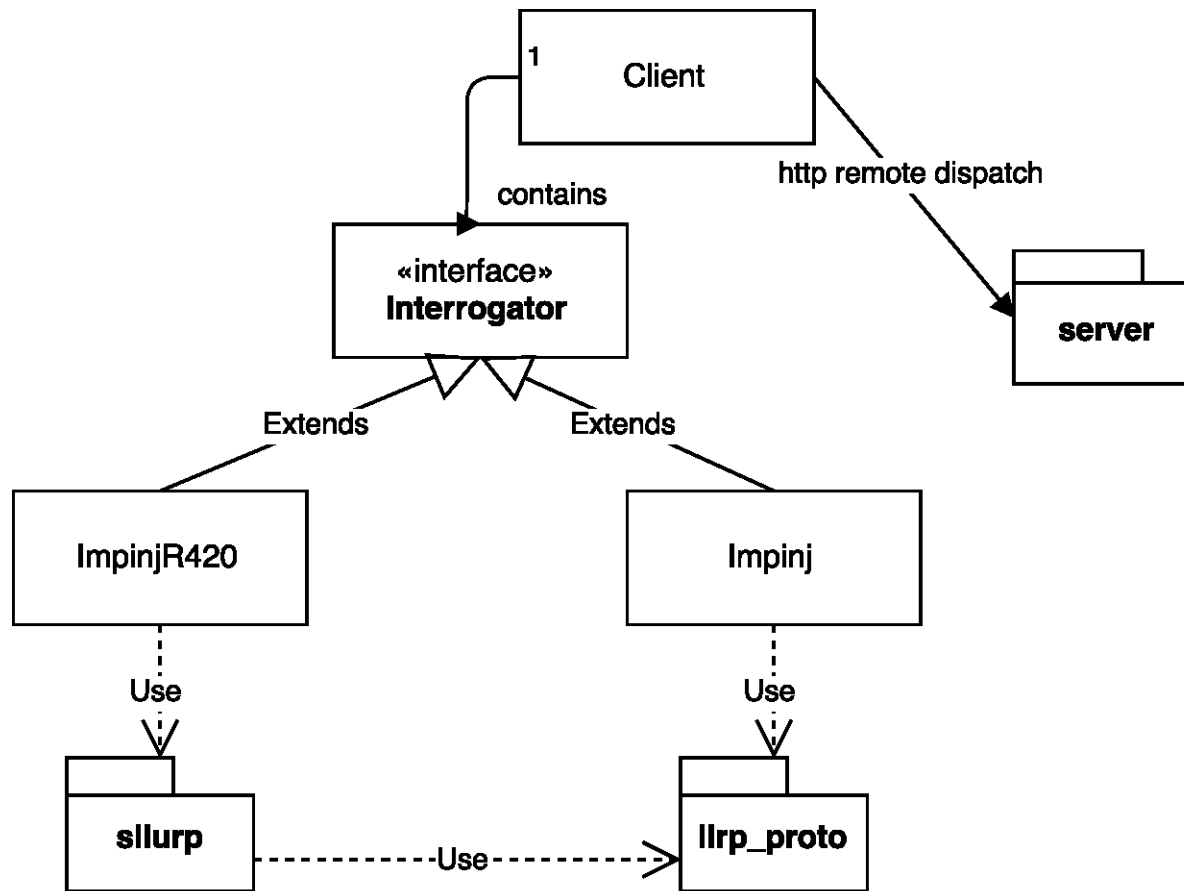 1
Client
http remote dispatch
contains
«interface»
Interrogator
server
Extends
Extends
ImpinjR420
Impinj
Use
Use
sllurp
llrp_proto
Use